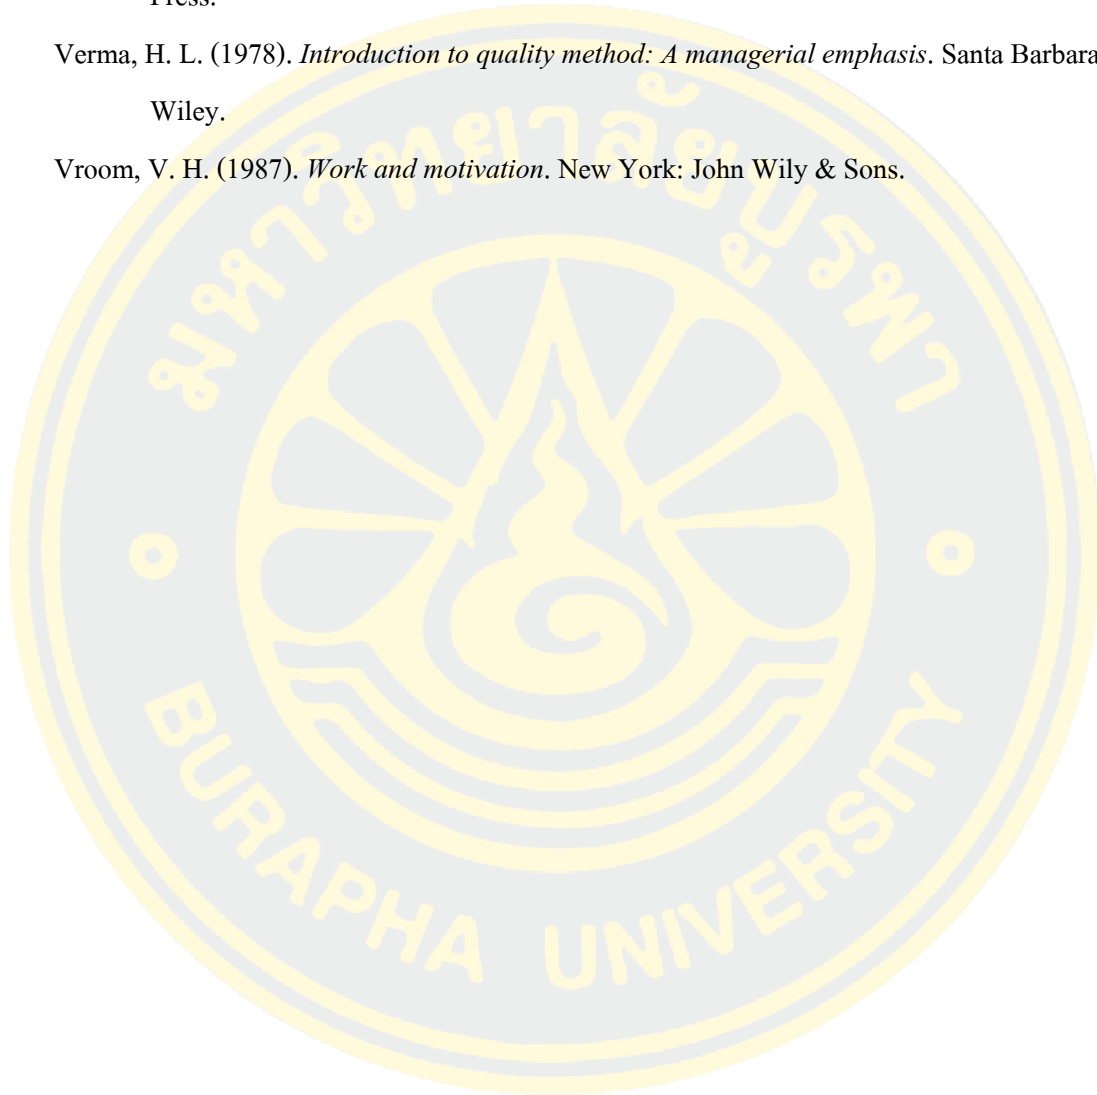 Press.
Verma, H. L. (1978). Introduction to quality method: A managerial emphasis. Santa Barbara
Wiley.
Vroom, V. H. (1987). Work and motivation. New York: John Wily & Sons.
มหาวิทยาลัยบูรพา
BURAPHA UNIVERSITY